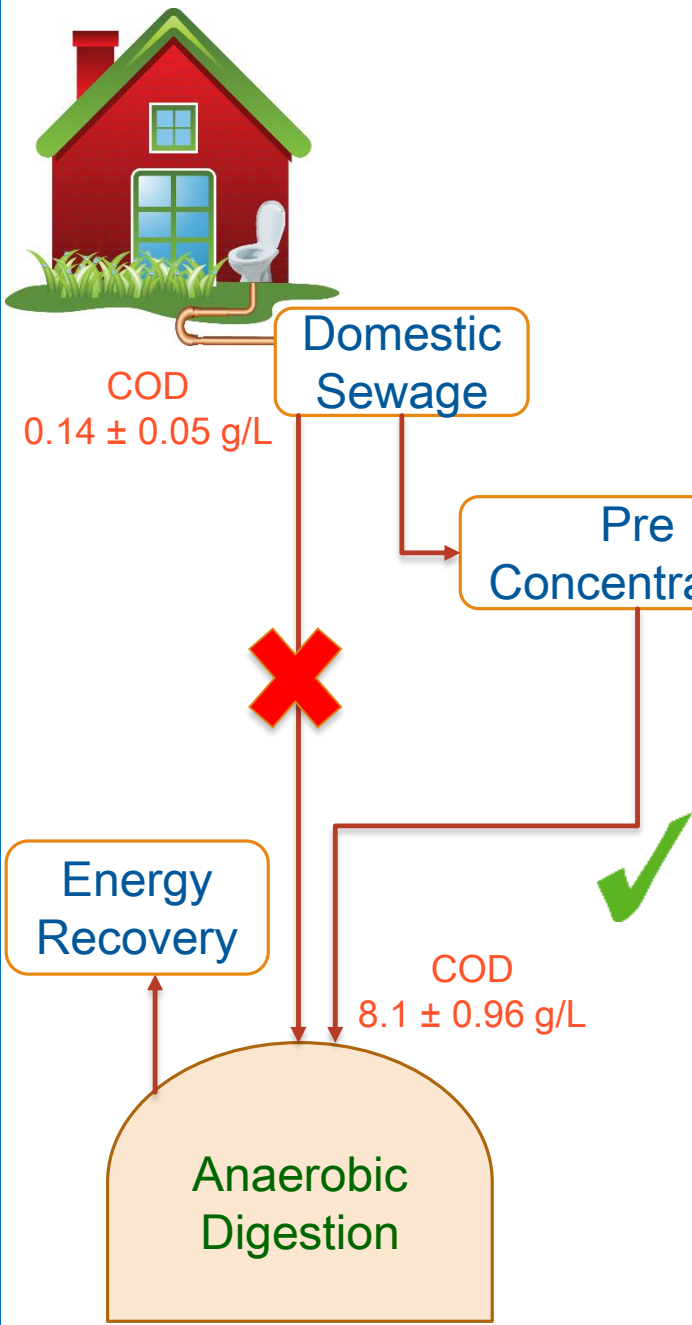 Domestic
Sewage
COD
0.14 ± 0.05 g/L
Pre
Energy
Recovery
COD
8.1 ± 0.96 g/L
Anaerobic
Digestion